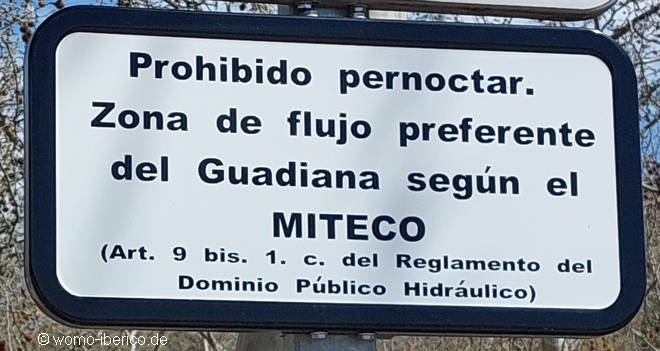 Prohibido pernoctar.
Zona de flujo preferente
del Guadiana según el
MITECO
(Art. 9 bis. 1. c. del Reglamento del
Dominio Público Hidráulico)
© womo-iberico.de